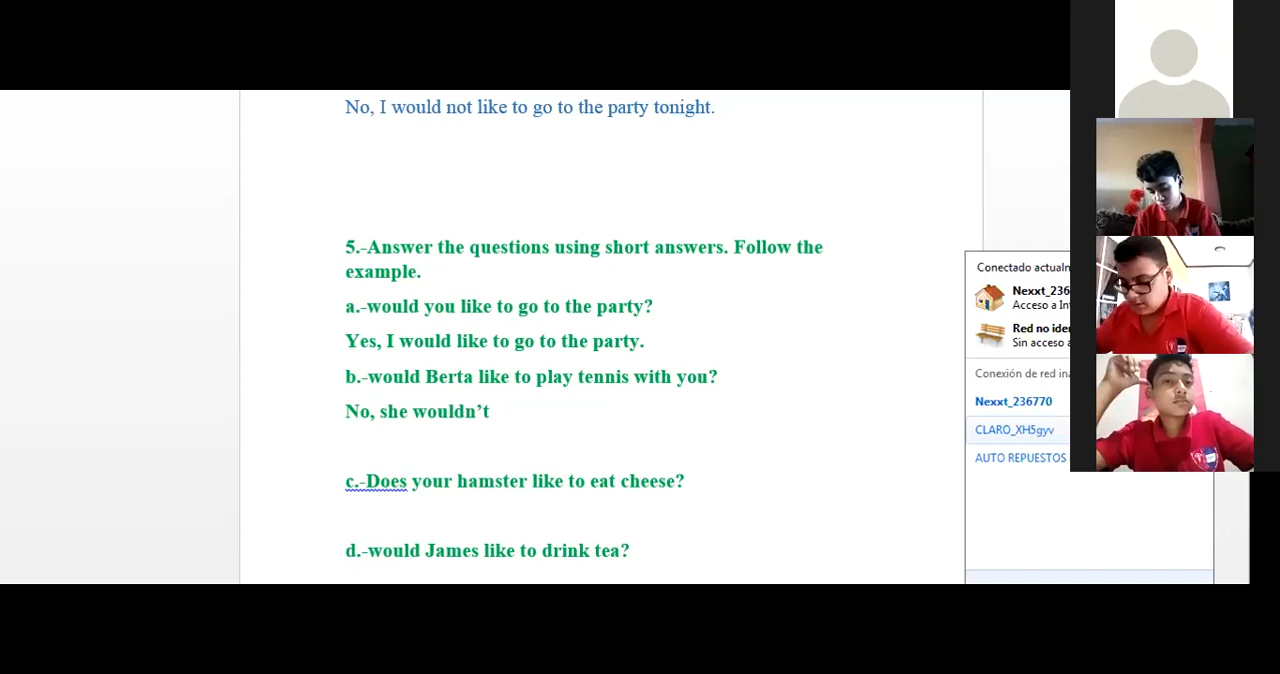 No, I would not like to go to the party tonight.
5.-Answer the questions using short answers. Follow the
example.
a.-would you like to go to the party?
Yes, I would like to go to the party.
b.-would Berta like to play tennis with you?
No, she wouldn't
c.-Does your hamster like to eat cheese?
d.-would James like to drink tea?
Conectado actualm
Nexxt_236
Acceso a Int
Red no iden
Sin acceso a
Conexión de red ina
Nexxt_236770
CLARO_XH5gyv
AUTO REPUESTOS